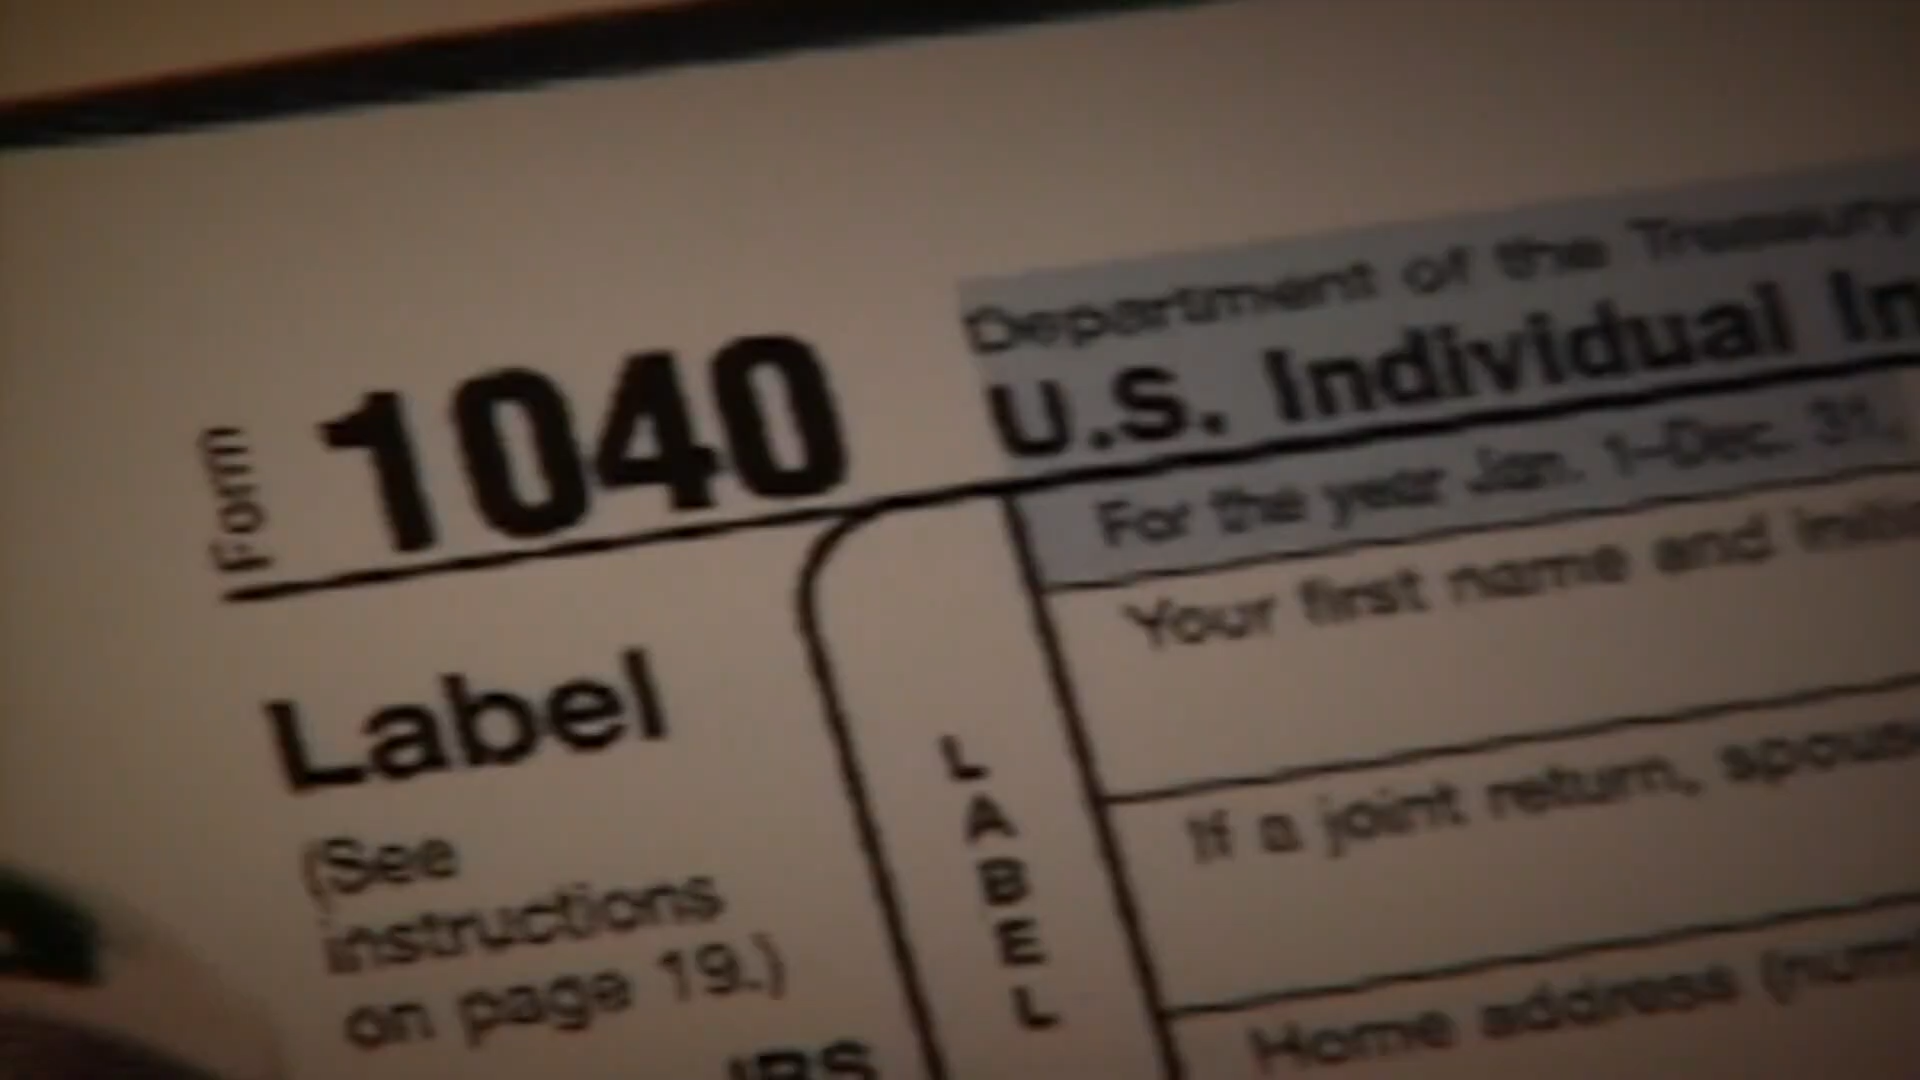 Form 1040
Department of the Treasury
U.S. Individual In
For the year Jan. 1–Dec. 31,
Label
(See
instructions
on page 19.)
IRS
LABEL
Your first name and initial
If a joint return, spouse
Home address (num